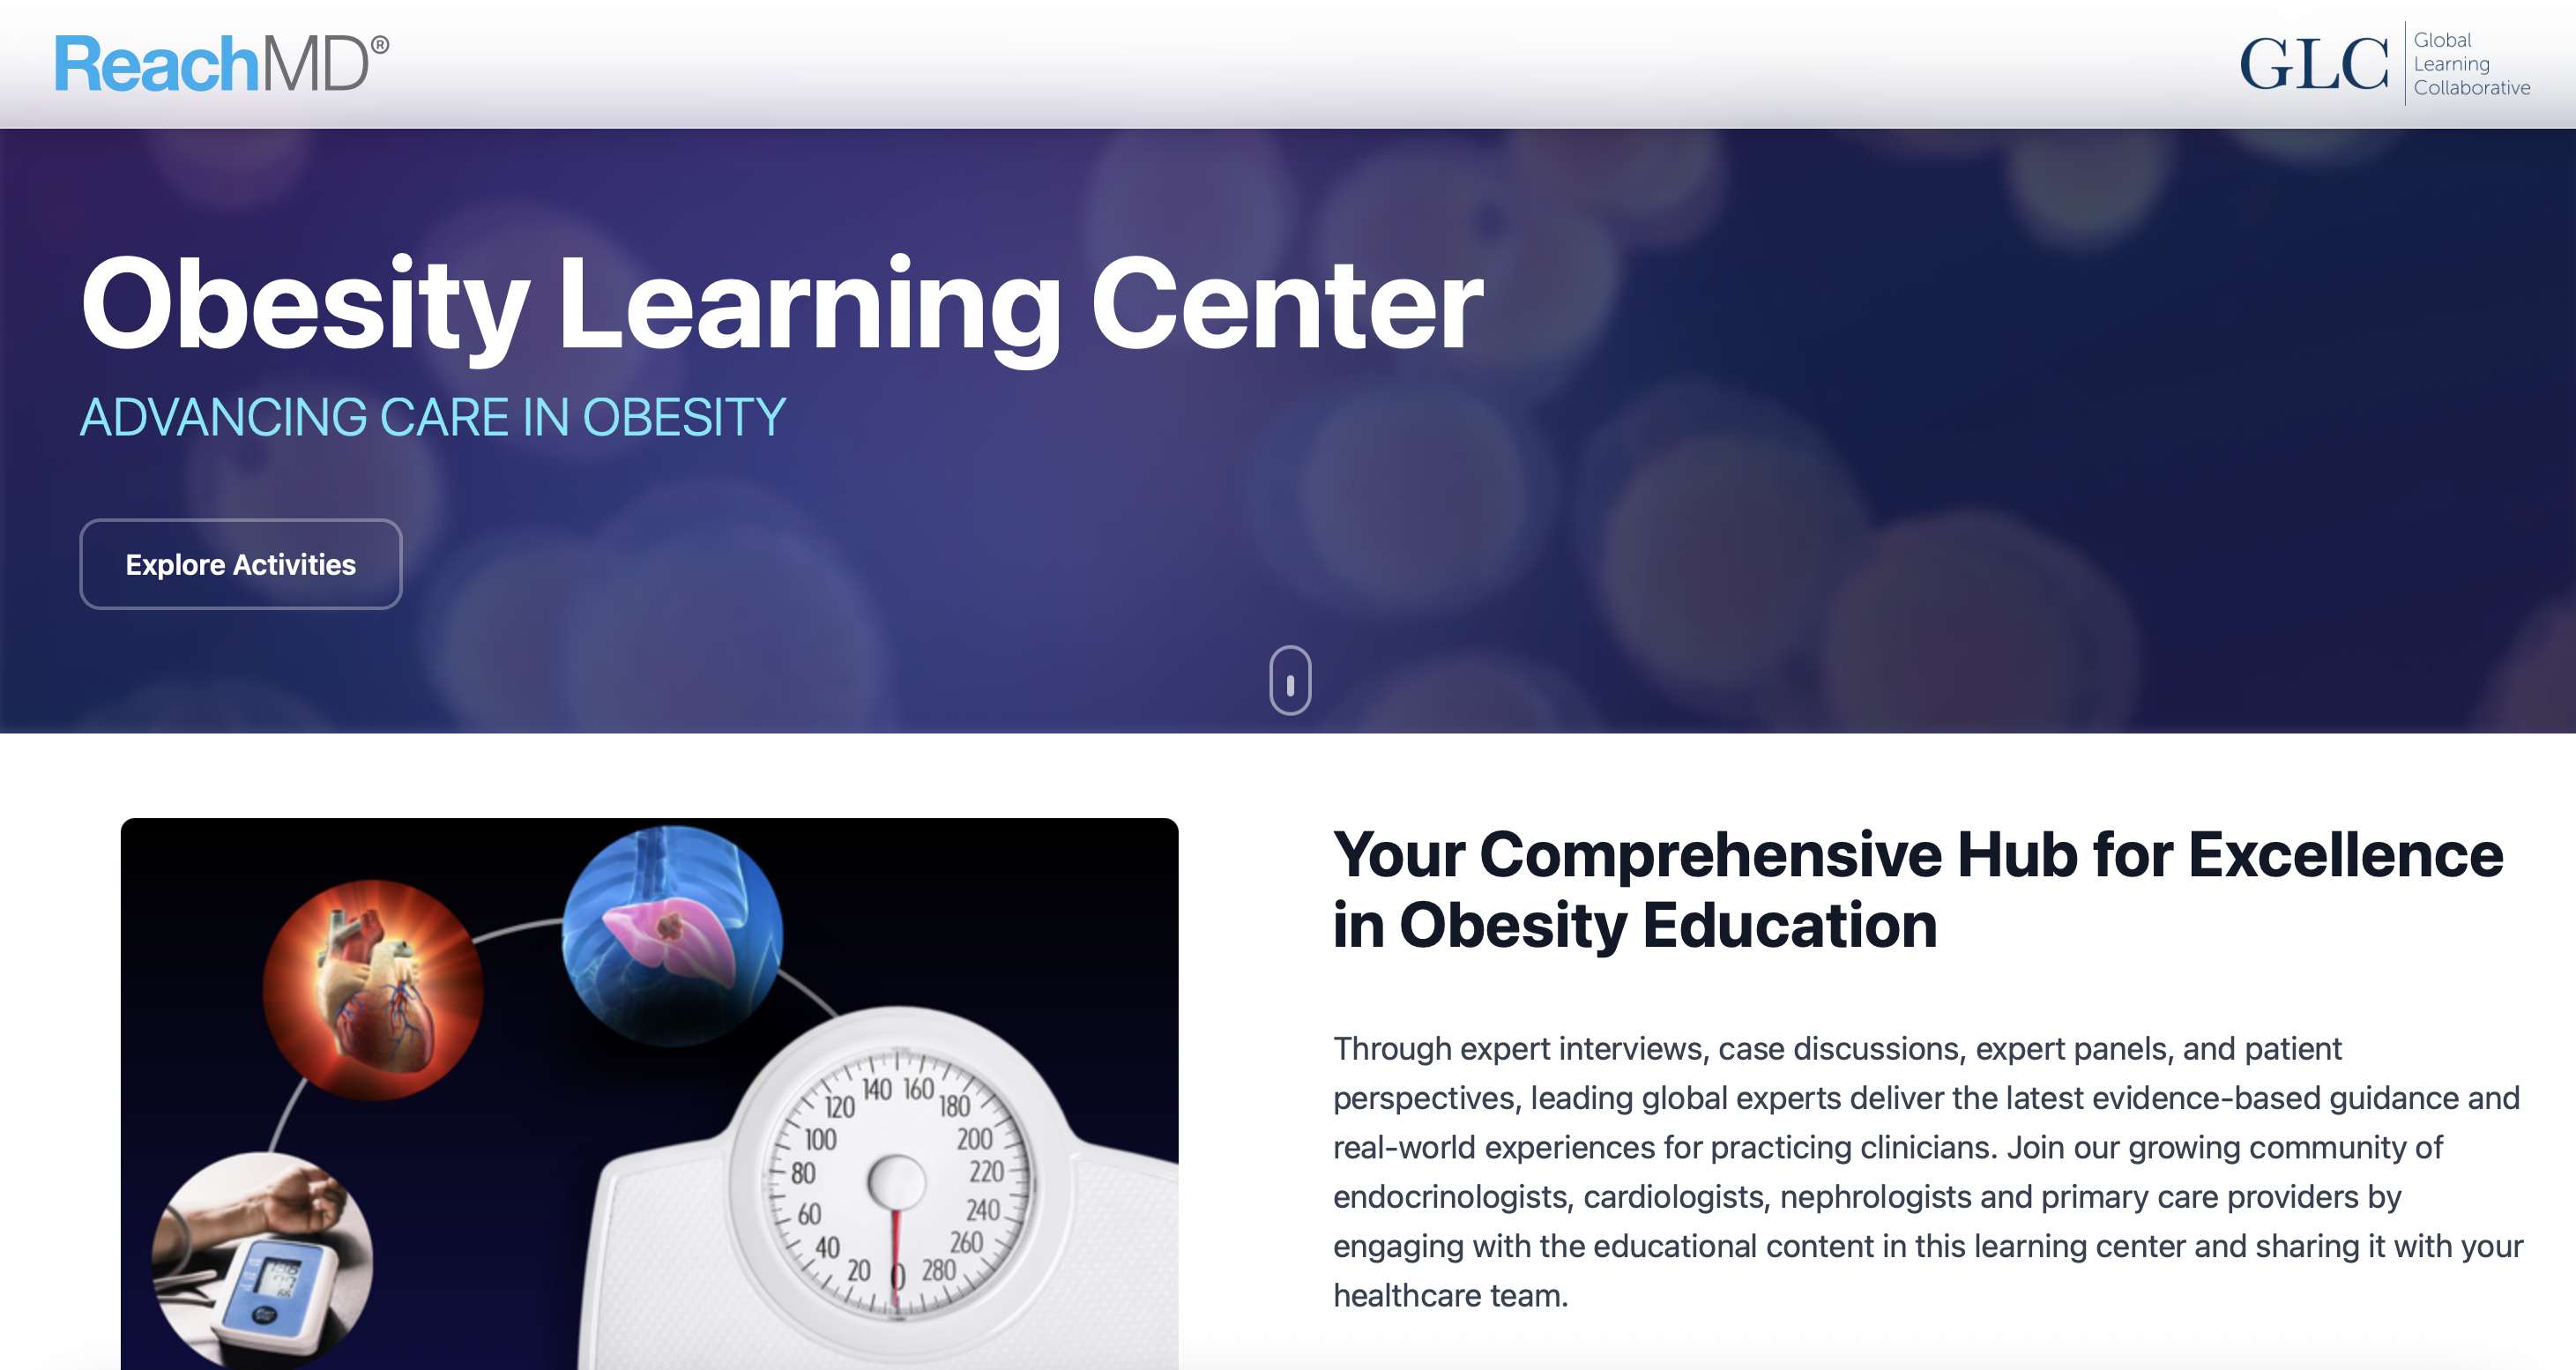 ReachMD®
GLC
Global
Learning
Collaborative
Obesity Learning Center
ADVANCING CARE IN OBESITY
Explore Activities
Your Comprehensive Hub for Excellence
in Obesity Education
Through expert interviews, case discussions, expert panels, and patient
perspectives, leading global experts deliver the latest evidence-based guidance and
real-world experiences for practicing clinicians. Join our growing community of
endocrinologists, cardiologists, nephrologists and primary care providers by
engaging with the educational content in this learning center and sharing it with your
healthcare team.
140 160
120 180
100 200
80 220
60 240
40 260
20 0 280